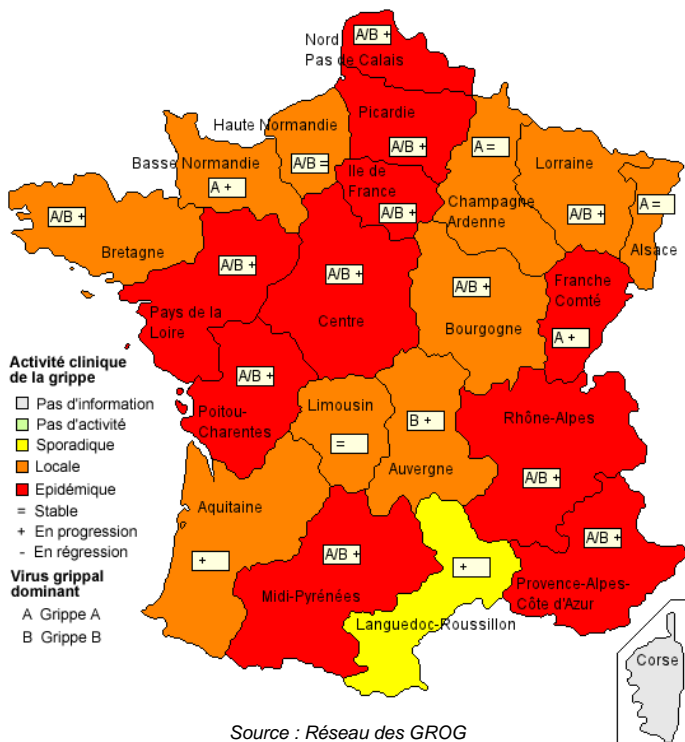 Nord
Pas de Calais
A/B +
Picardie
A/B +
Haute Normandie
A/B =
Basse Normandie
A +
Ile de
France
A/B +
A =
Champagne
Ardenne
Lorraine
A/B +
A =
Alsace
A/B +
Bretagne
A/B +
Pays de la
Loire
A/B +
Centre
A/B +
Bourgogne
Franche
Comté
A +
A/B +
Poitou-
Charentes
Limousin
=
B +
Auvergne
Rhône-Alpes
A/B +
Aquitaine
+
A/B +
Midi-Pyrénées
+
Languedoc-Roussillon
A/B +
Provence-Alpes-
Côte d'Azur
Corse
Activité clinique
de la grippe
Pas d'information
Pas d'activité
Sporadique
Locale
Epidémique
= Stable
+ En progression
- En régression
Virus grippal
dominant
A Grippe A
B Grippe B
Source : Réseau des GROG